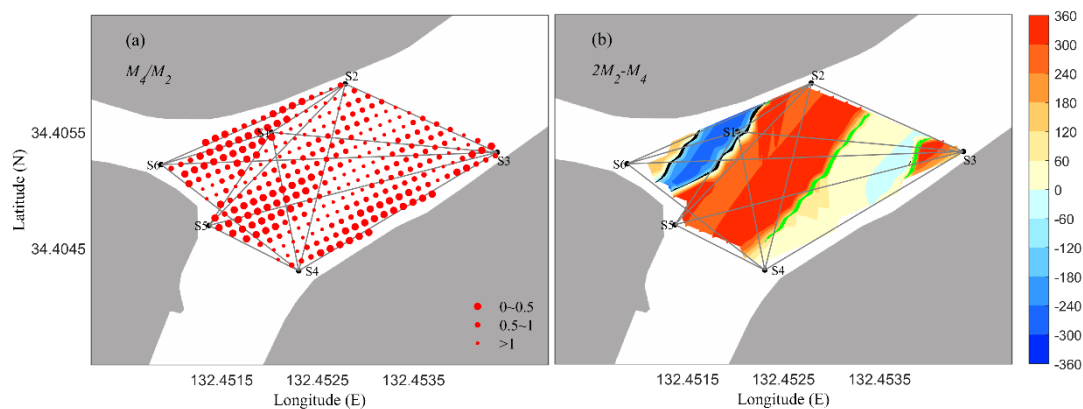 (a)
M4/M2
S2
S1
S3
S6
S5
S4
0~0.5
0.5~1
>1
34.4055
34.4045
Latitude (N)
132.4515 132.4525 132.4535
Longitude (E)
(b)
2M2-M4
S2
S1
S3
S6
S5
S4
132.4515 132.4525 132.4535
Longitude (E)
360
300
240
180
120
60
0
-60
-120
-180
-240
-300
-360